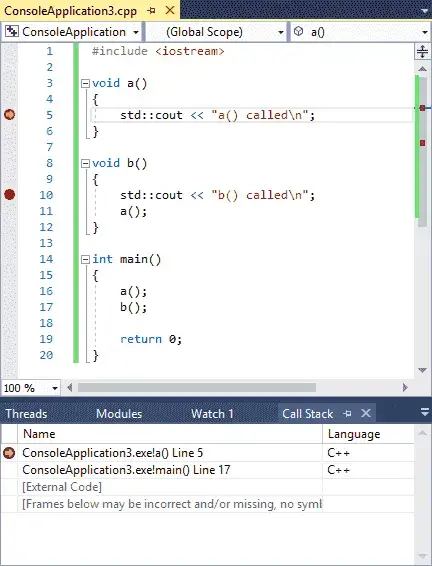 ConsoleApplication3.cpp
ConsoleApplication (Global Scope) a()
1 #include <iostream>
2
3 void a()
4 {
5 std::cout << "a() called\n";
6 }
7
8 void b()
9 {
10 std::cout << "b() called\n";
11 a();
12 }
13
14 int main()
15 {
16 a();
17 b();
18
19 return 0;
20 }
100 %
Threads Modules Watch 1 Call Stack
Name Language
ConsoleApplication3.exe!a() Line 5 C++
ConsoleApplication3.exe!main() Line 17 C++
[External Code]
[Frames below may be incorrect and/or missing, no symb